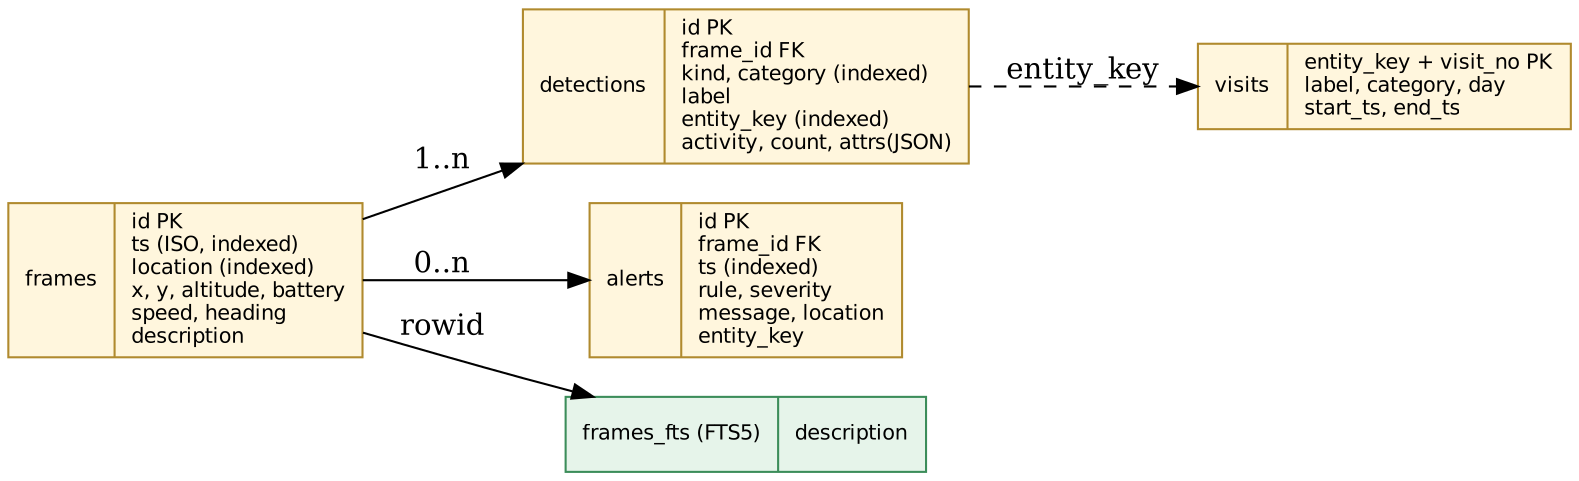 frames
id PK
ts (ISO, indexed)
location (indexed)
x, y, altitude, battery
speed, heading
description
1..n
0..n
rowid
detections
id PK
frame_id FK
kind, category (indexed)
label
entity_key (indexed)
activity, count, attrs(JSON)
entity_key
visits
entity_key + visit_no PK
label, category, day
start_ts, end_ts
alerts
id PK
frame_id FK
ts (indexed)
rule, severity
message, location
entity_key
frames_fts (FTS5)
description